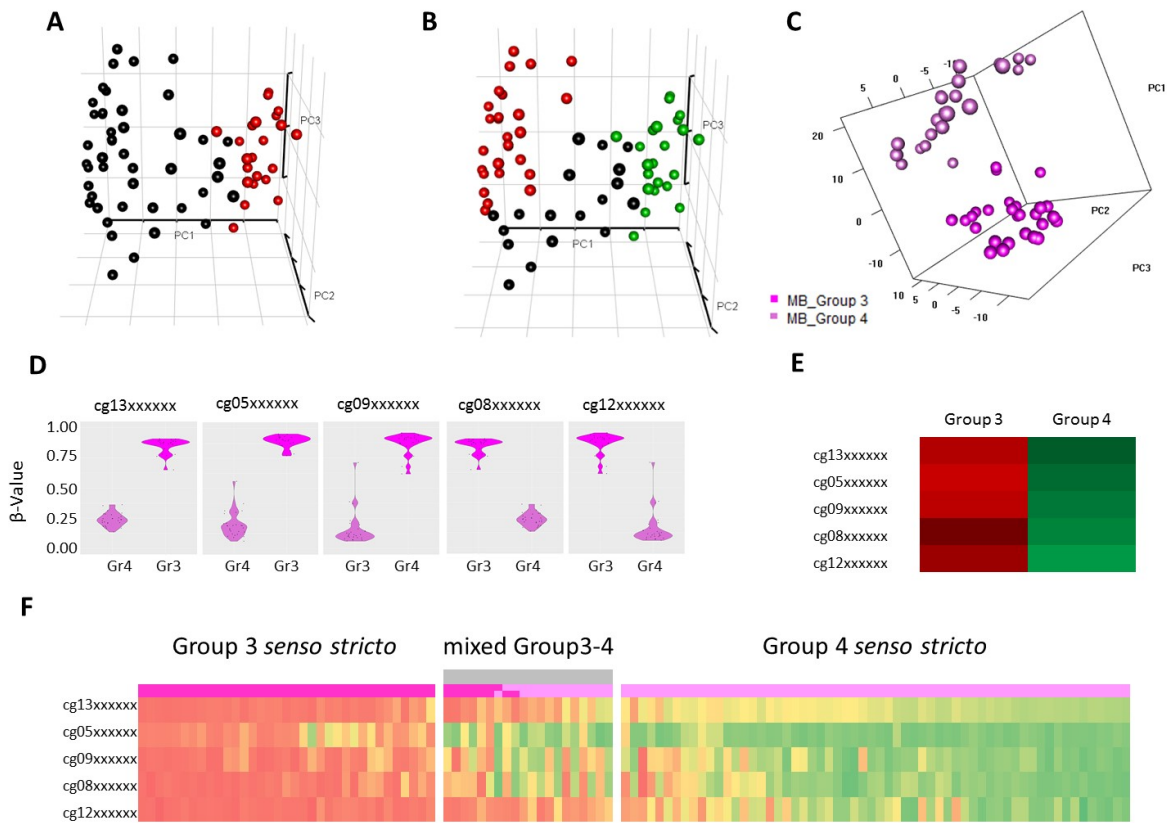 A
B
C
PC3
PC1
PC2
PC3
PC1
PC2
5
0
-5
-1
20
10
0
-10
10
5
0
-5
-10
PC1
PC2
PC3
MB_Group 3
MB_Group 4
D
cg13xxxxxx
cg05xxxxxx
cg09xxxxxx
cg08xxxxxx
cg12xxxxxx
β-Value
1.00
0.75
0.50
0.25
0.00
Gr4 Gr3
Gr4 Gr3
Gr3 Gr4
Gr3 Gr4
Gr3 Gr4
E
Group 3 Group 4
cg13xxxxxx
cg05xxxxxx
cg09xxxxxx
cg08xxxxxx
cg12xxxxxx
F
Group 3 senso stricto
mixed Group3-4
Group 4 senso stricto
cg13xxxxxx
cg05xxxxxx
cg09xxxxxx
cg08xxxxxx
cg12xxxxxx